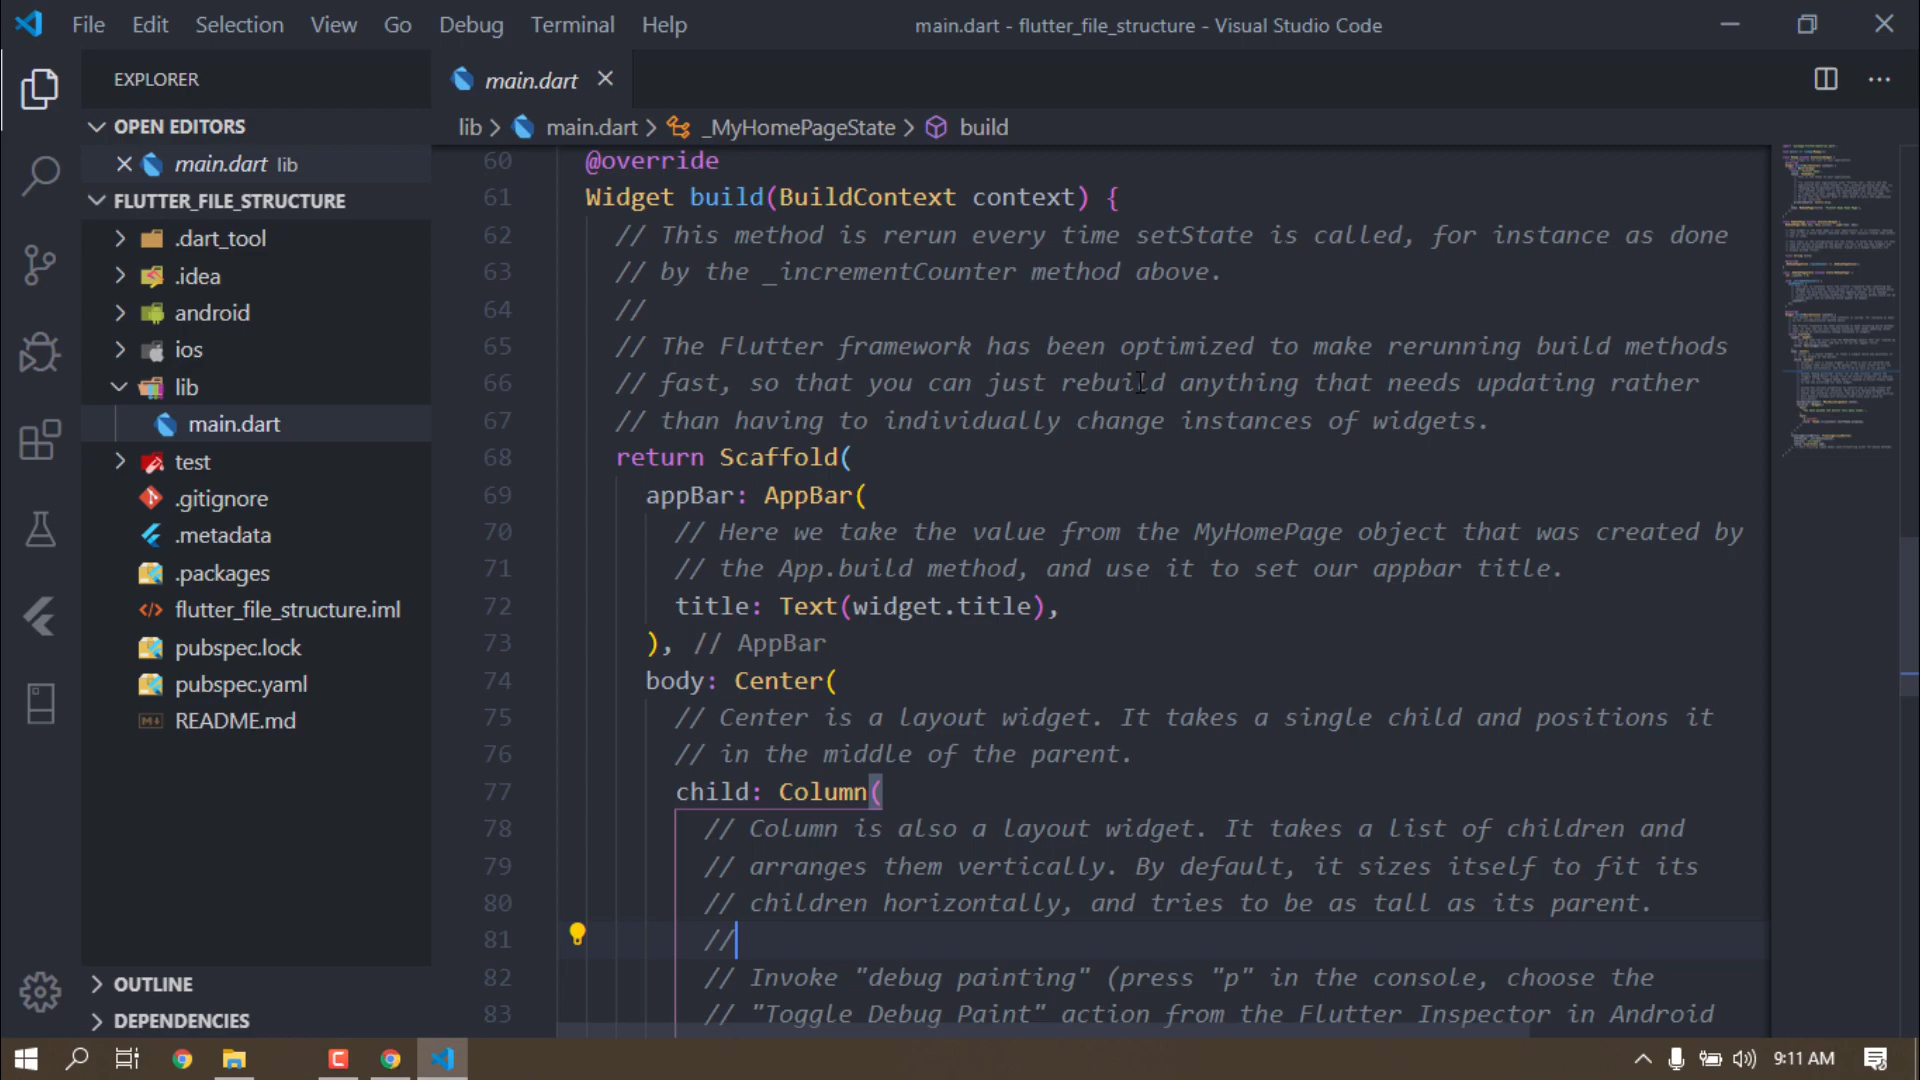 File Edit Selection View Go Debug Terminal Help
main.dart - flutter_file_structure - Visual Studio Code
EXPLORER
OPEN EDITORS
main.dart lib
FLUTTER_FILE_STRUCTURE
.dart_tool
.idea
android
ios
lib
main.dart
test
.gitignore
.metadata
.packages
flutter_file_structure.iml
pubspec.lock
pubspec.yaml
README.md
OUTLINE
DEPENDENCIES
main.dart
lib > main.dart > _MyHomePageState > build
60 @override
61 Widget build(BuildContext context) {
62 // This method is rerun every time setState is called, for instance as done
63 // by the _incrementCounter method above.
64 //
65 // The Flutter framework has been optimized to make rerunning build methods
66 // fast, so that you can just rebuild anything that needs updating rather
67 // than having to individually change instances of widgets.
68 return Scaffold(
69 appBar: AppBar(
70 // Here we take the value from the MyHomePage object that was created by
71 // the App.build method, and use it to set our appbar title.
72 title: Text(widget.title),
73 ), // AppBar
74 body: Center(
75 // Center is a layout widget. It takes a single child and positions it
76 // in the middle of the parent.
77 child: Column(
78 // Column is also a layout widget. It takes a list of children and
79 // arranges them vertically. By default, it sizes itself to fit its
80 // children horizontally, and tries to be as tall as its parent.
81 //
82 // Invoke "debug painting" (press "p" in the console, choose the
83 // "Toggle Debug Paint" action from the Flutter Inspector in Android
9:11 AM